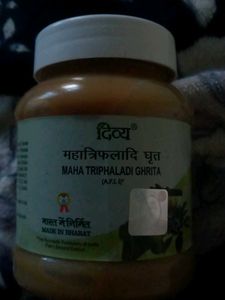 दिव्य®
महात्रिफलादि घृत
MAHA TRIPHALADI GHRITA
(A.F.I.)*
भारत में निर्मित
MADE IN BHARAT